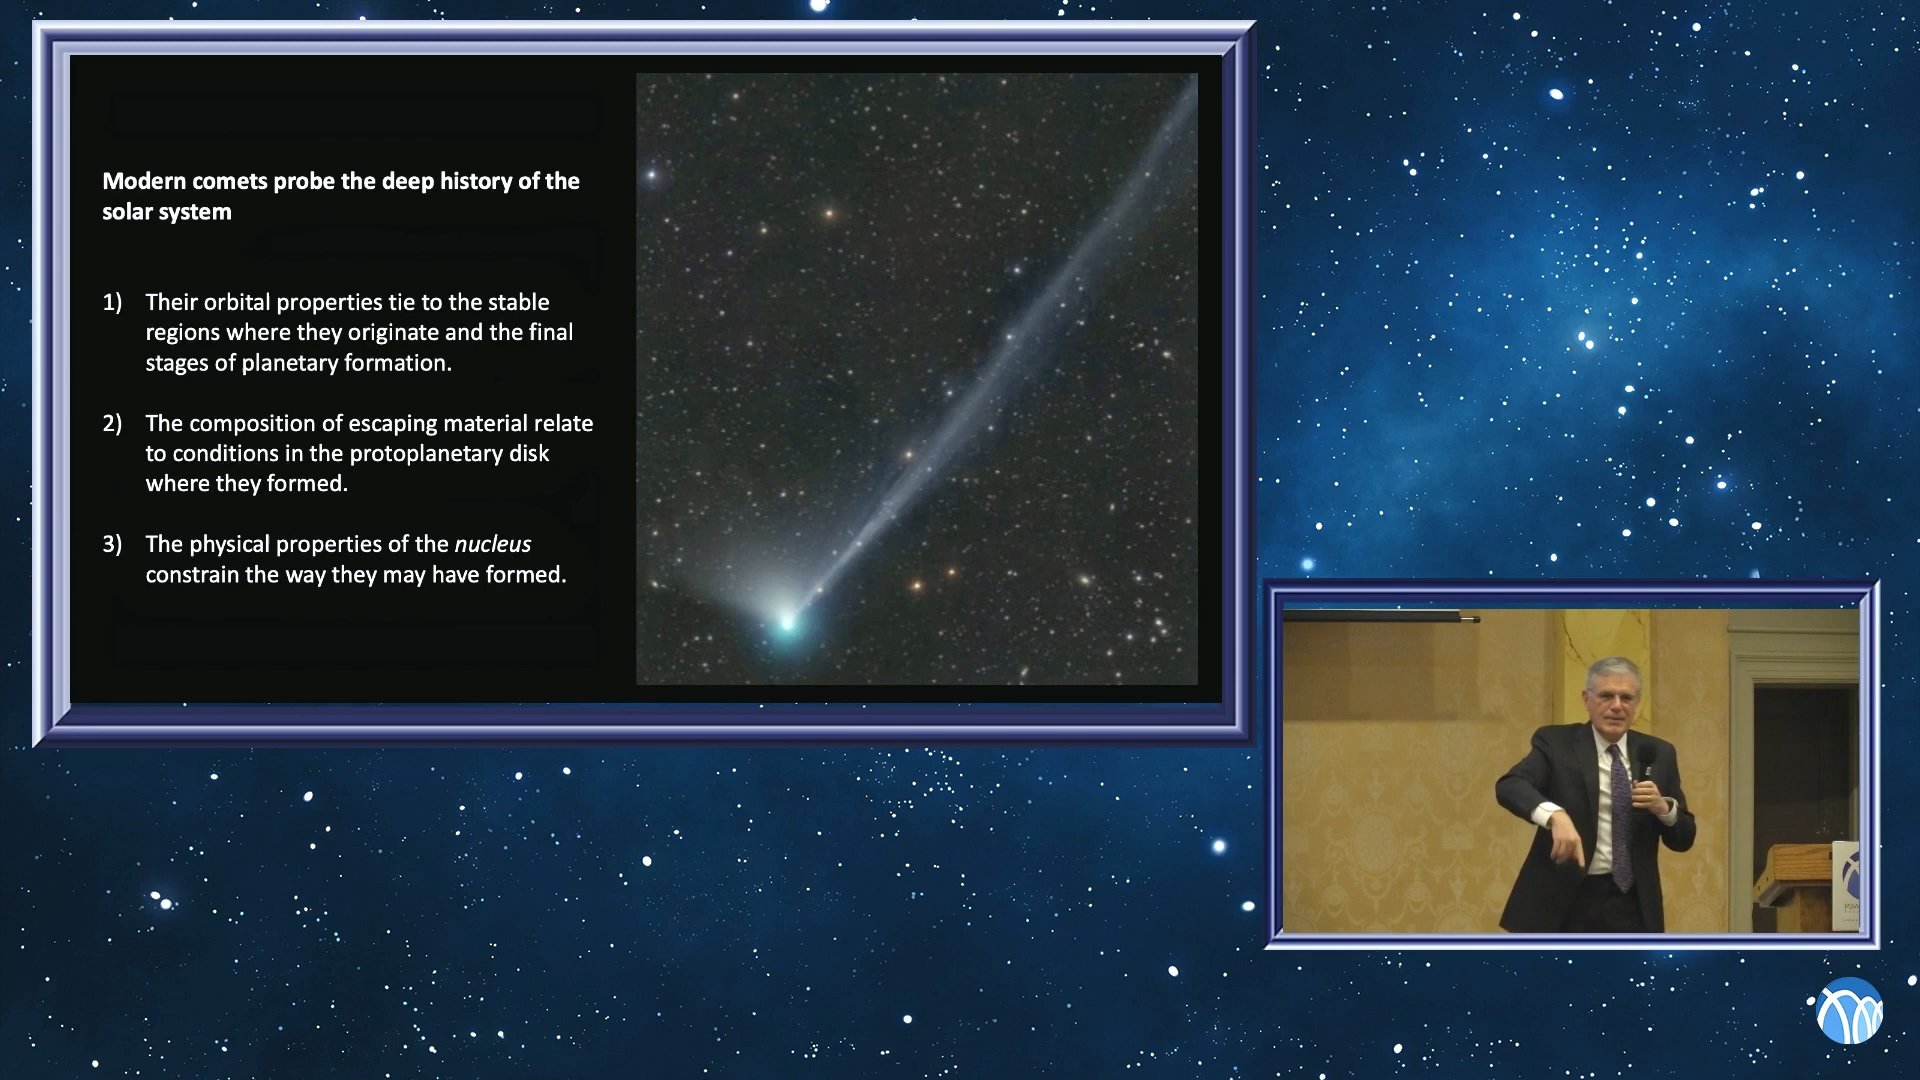 Modern comets probe the deep history of the
solar system
1) Their orbital properties tie to the stable
regions where they originate and the final
stages of planetary formation.
2) The composition of escaping material relate
to conditions in the protoplanetary disk
where they formed.
3) The physical properties of the nucleus
constrain the way they may have formed.